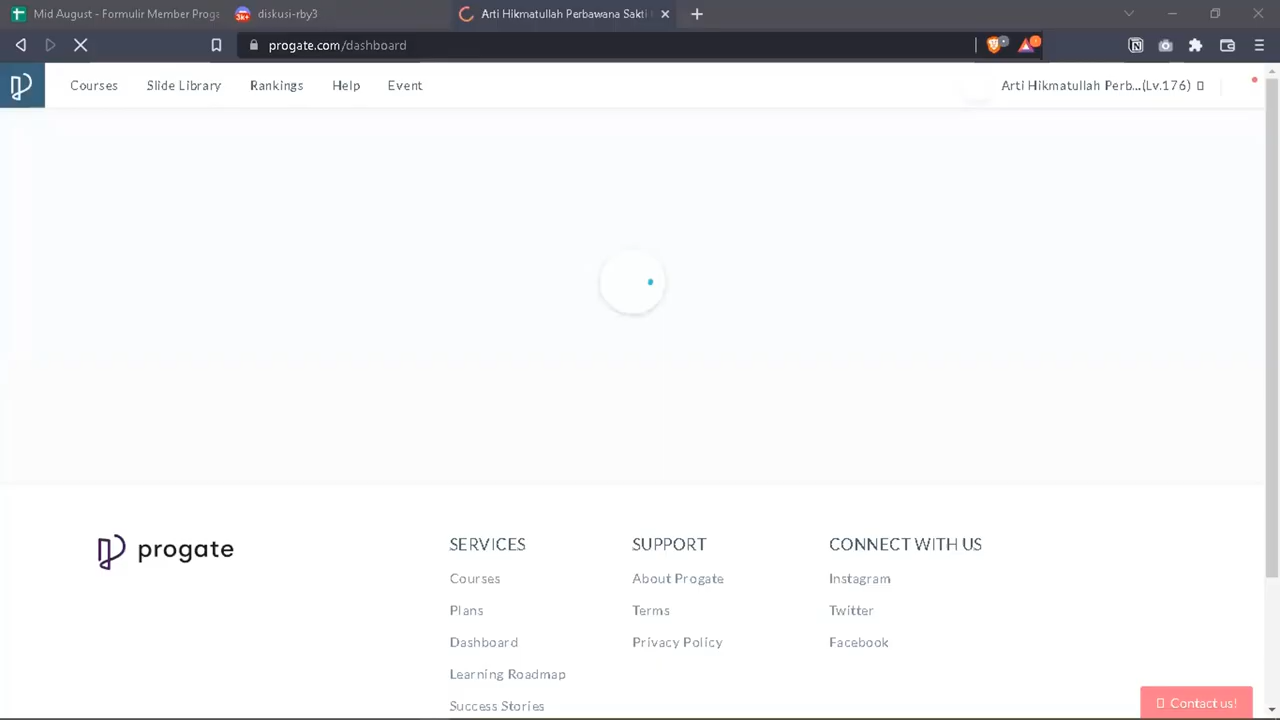 Mid August - Formulir Member Proga
3K+
diskusi-rby3
Arti Hikmatullah Perbawana Sakti
progate.com/dashboard
Courses
Slide Library
Rankings
Help
Event
Arti Hikmatullah Perb...(Lv.176)
progate
SERVICES
Courses
Plans
Dashboard
Learning Roadmap
Success Stories
SUPPORT
About Progate
Terms
Privacy Policy
CONNECT WITH US
Instagram
Twitter
Facebook
Contact us!